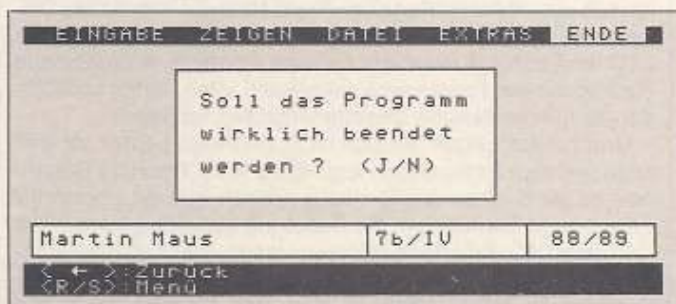 EINGABE ZEIGEN DATEI EXTRAS ENDE
Soll das Programm
wirklich beendet
werden ? (J/N)
Martin Maus 7b/IV 88/89
< ← >:Zurück
<R/S>:Menü